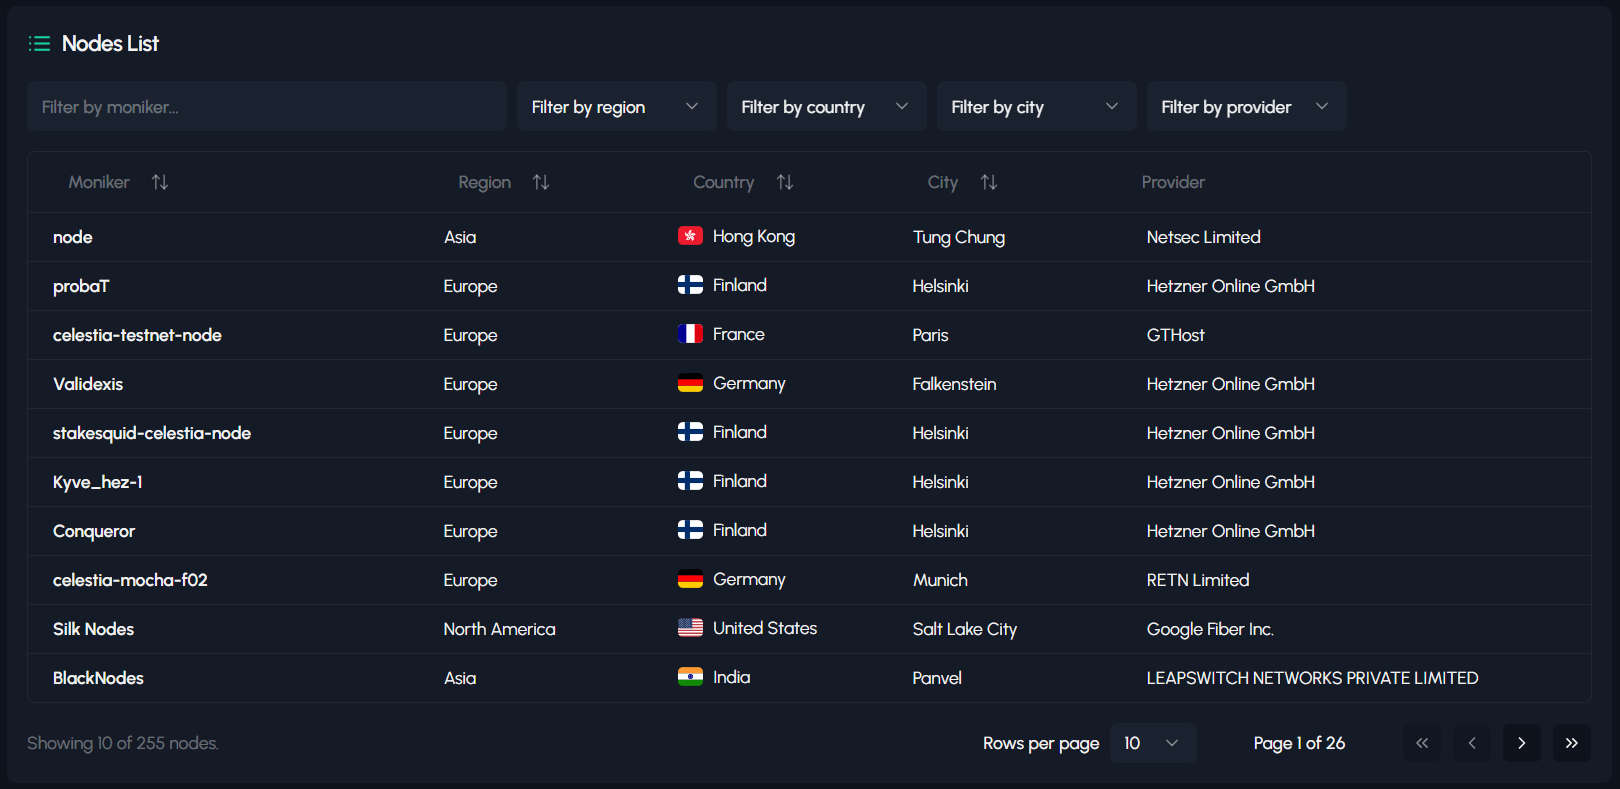 Nodes List
Filter by moniker... Filter by region Filter by country Filter by city Filter by provider
Moniker Region Country City Provider
node Asia Hong Kong Tung Chung Netsec Limited
probaT Europe Finland Helsinki Hetzner Online GmbH
celestia-testnet-node Europe France Paris GTHost
Validexis Europe Germany Falkenstein Hetzner Online GmbH
stakesquid-celestia-node Europe Finland Helsinki Hetzner Online GmbH
Kyve_hez-1 Europe Finland Helsinki Hetzner Online GmbH
Conqueror Europe Finland Helsinki Hetzner Online GmbH
celestia-mocha-f02 Europe Germany Munich RETN Limited
Silk Nodes North America United States Salt Lake City Google Fiber Inc.
BlackNodes Asia India Panvel LEAPSWITCH NETWORKS PRIVATE LIMITED
Showing 10 of 255 nodes. Rows per page 10 Page 1 of 26